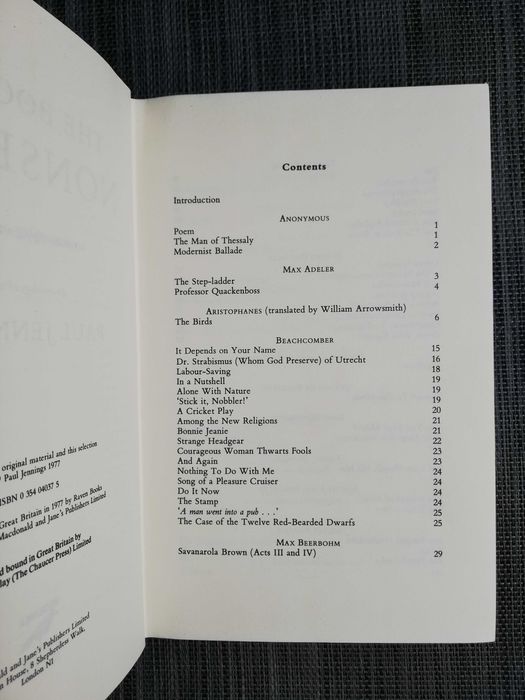 original material and this selection
Paul Jennings 1977
ISBN 0 354 04037 5
Great Britain in 1977 by Raven Books
Macdonald and Jane's Publishers Limited
d bound in Great Britain by
lay (The Chaucer Press) Limited
ld and Jane's Publishers Limited
n House, 8 Shepherdess Walk,
London N1
Contents
Introduction
ANONYMOUS
Poem 1
The Man of Thessaly 1
Modernist Ballade 2
MAX ADELER
The Step-ladder 3
Professor Quackenboss 4
ARISTOPHANES (translated by William Arrowsmith)
The Birds 6
BEACHCOMBER
It Depends on Your Name 15
Dr. Strabismus (Whom God Preserve) of Utrecht 16
Labour-Saving 18
In a Nutshell 19
Alone With Nature 19
'Stick it, Nobbler!' 19
A Cricket Play 20
Among the New Religions 21
Bonnie Jeanie 21
Strange Headgear 22
Courageous Woman Thwarts Fools 23
And Again 23
Nothing To Do With Me 24
Song of a Pleasure Cruiser 24
Do It Now 24
The Stamp 24
'A man went into a pub . . .' 25
The Case of the Twelve Red-Bearded Dwarfs 25
MAX BEERBOHM
Savanarola Brown (Acts III and IV) 29